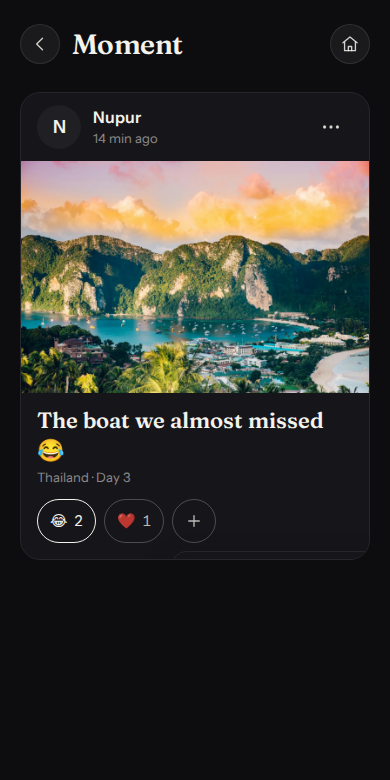 Moment
N
Nupur
14 min ago
The boat we almost missed
😂
Thailand · Day 3
😂 2
❤️ 1